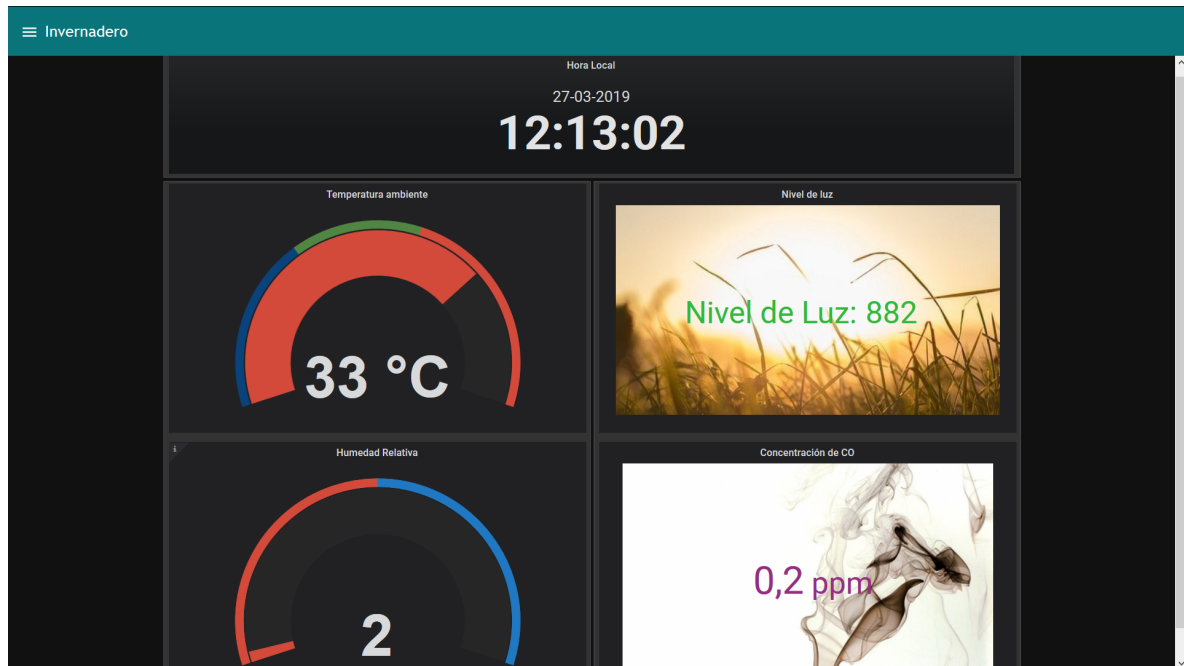 Invernadero
Hora Local
27-03-2019
12:13:02
Temperatura ambiente
33 °C
Nivel de luz
Nivel de Luz: 882
i
Humedad Relativa
2
Concentración de CO
0,2 ppm